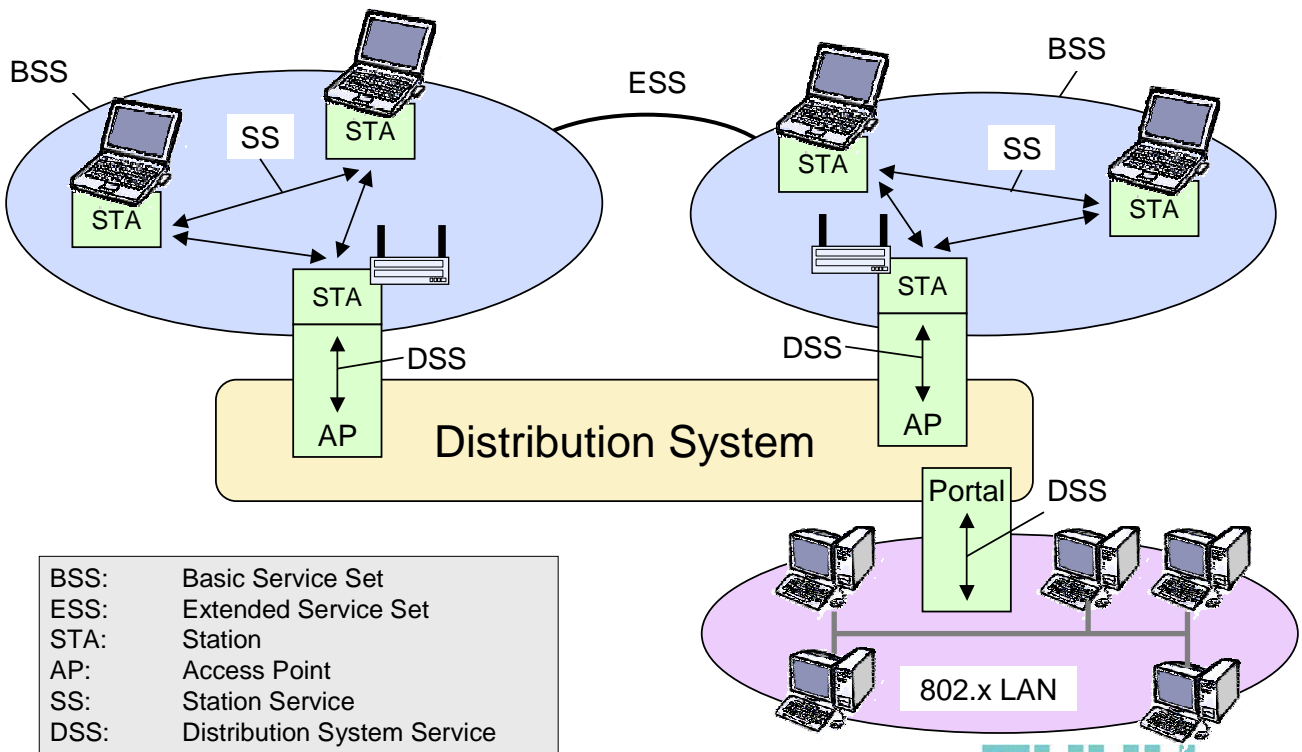 BSS
ESS
BSS
STA
SS
STA
STA
SS
STA
STA
STA
DSS
DSS
AP
Distribution System
AP
Portal
DSS
802.x LAN
BSS: Basic Service Set
ESS: Extended Service Set
STA: Station
AP: Access Point
SS: Station Service
DSS: Distribution System Service